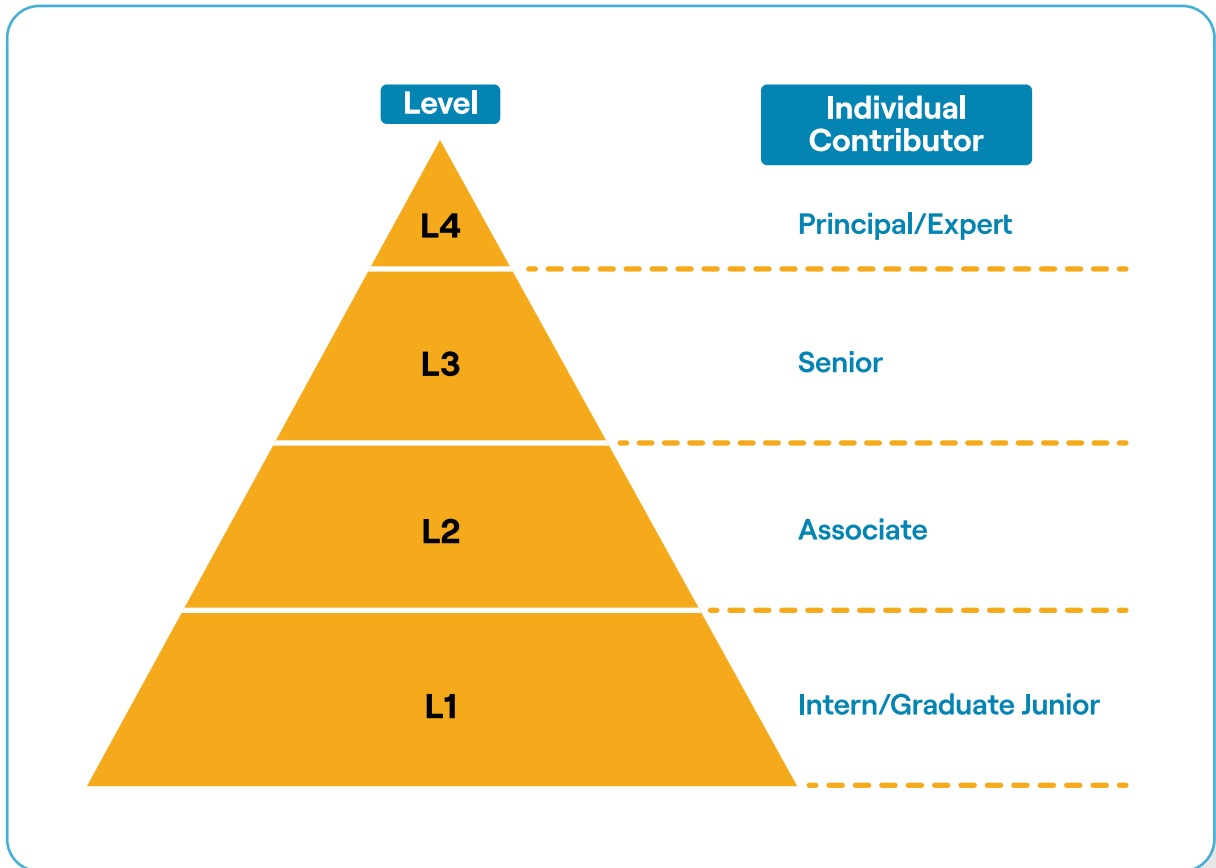 Level
Individual
Contributor
L4
Principal/Expert
L3
Senior
L2
Associate
L1
Intern/Graduate Junior